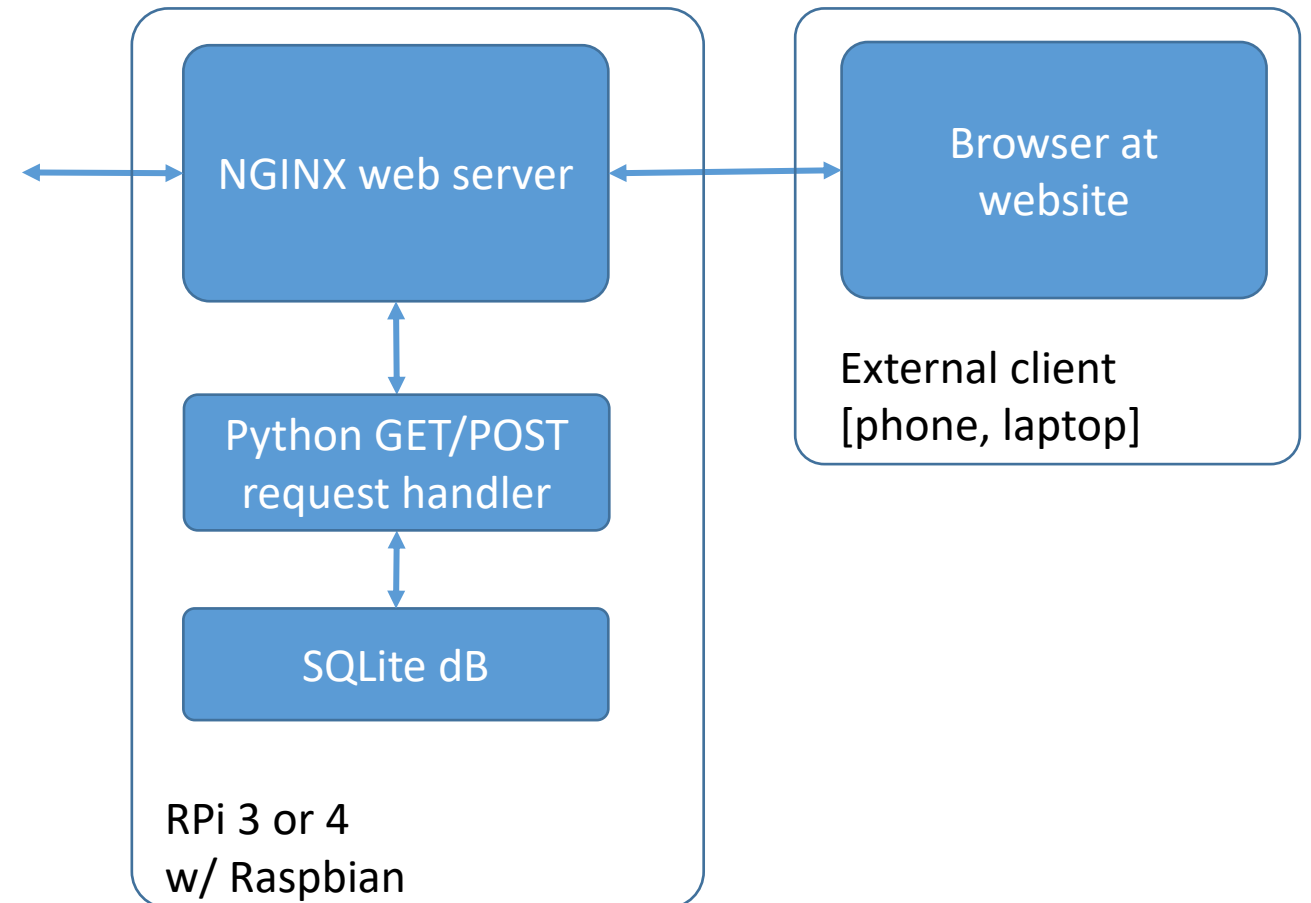 NGINX web server
Python GET/POST
request handler
SQLite dB
RPi 3 or 4
w/ Raspbian
Browser at
website
External client
[phone, laptop]